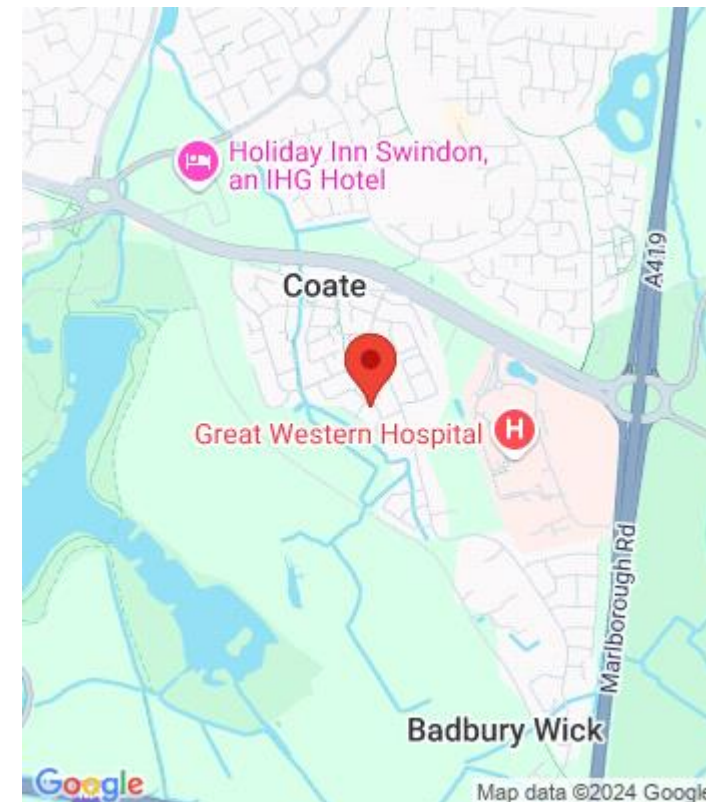 Holiday Inn Swindon,
an IHG Hotel
A419
Coate
Great Western Hospital
H
Marlborough Rd
Badbury Wick
Google
Map data ©2024 Google